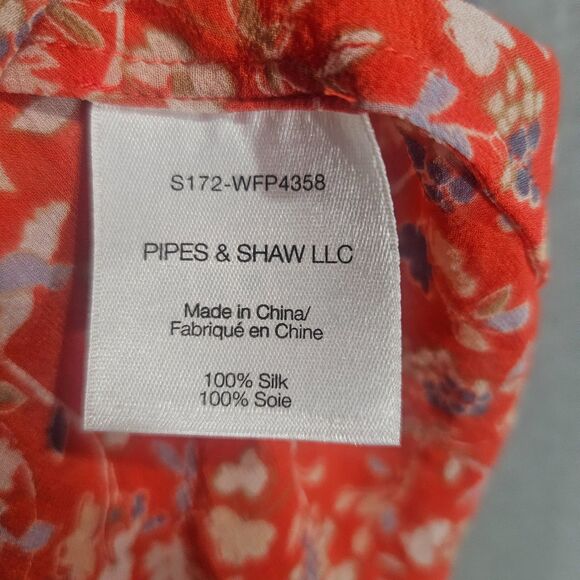 S172-WFP4358
PIPES & SHAW LLC
Made in China/
Fabriqué en Chine
100% Silk
100% Soie